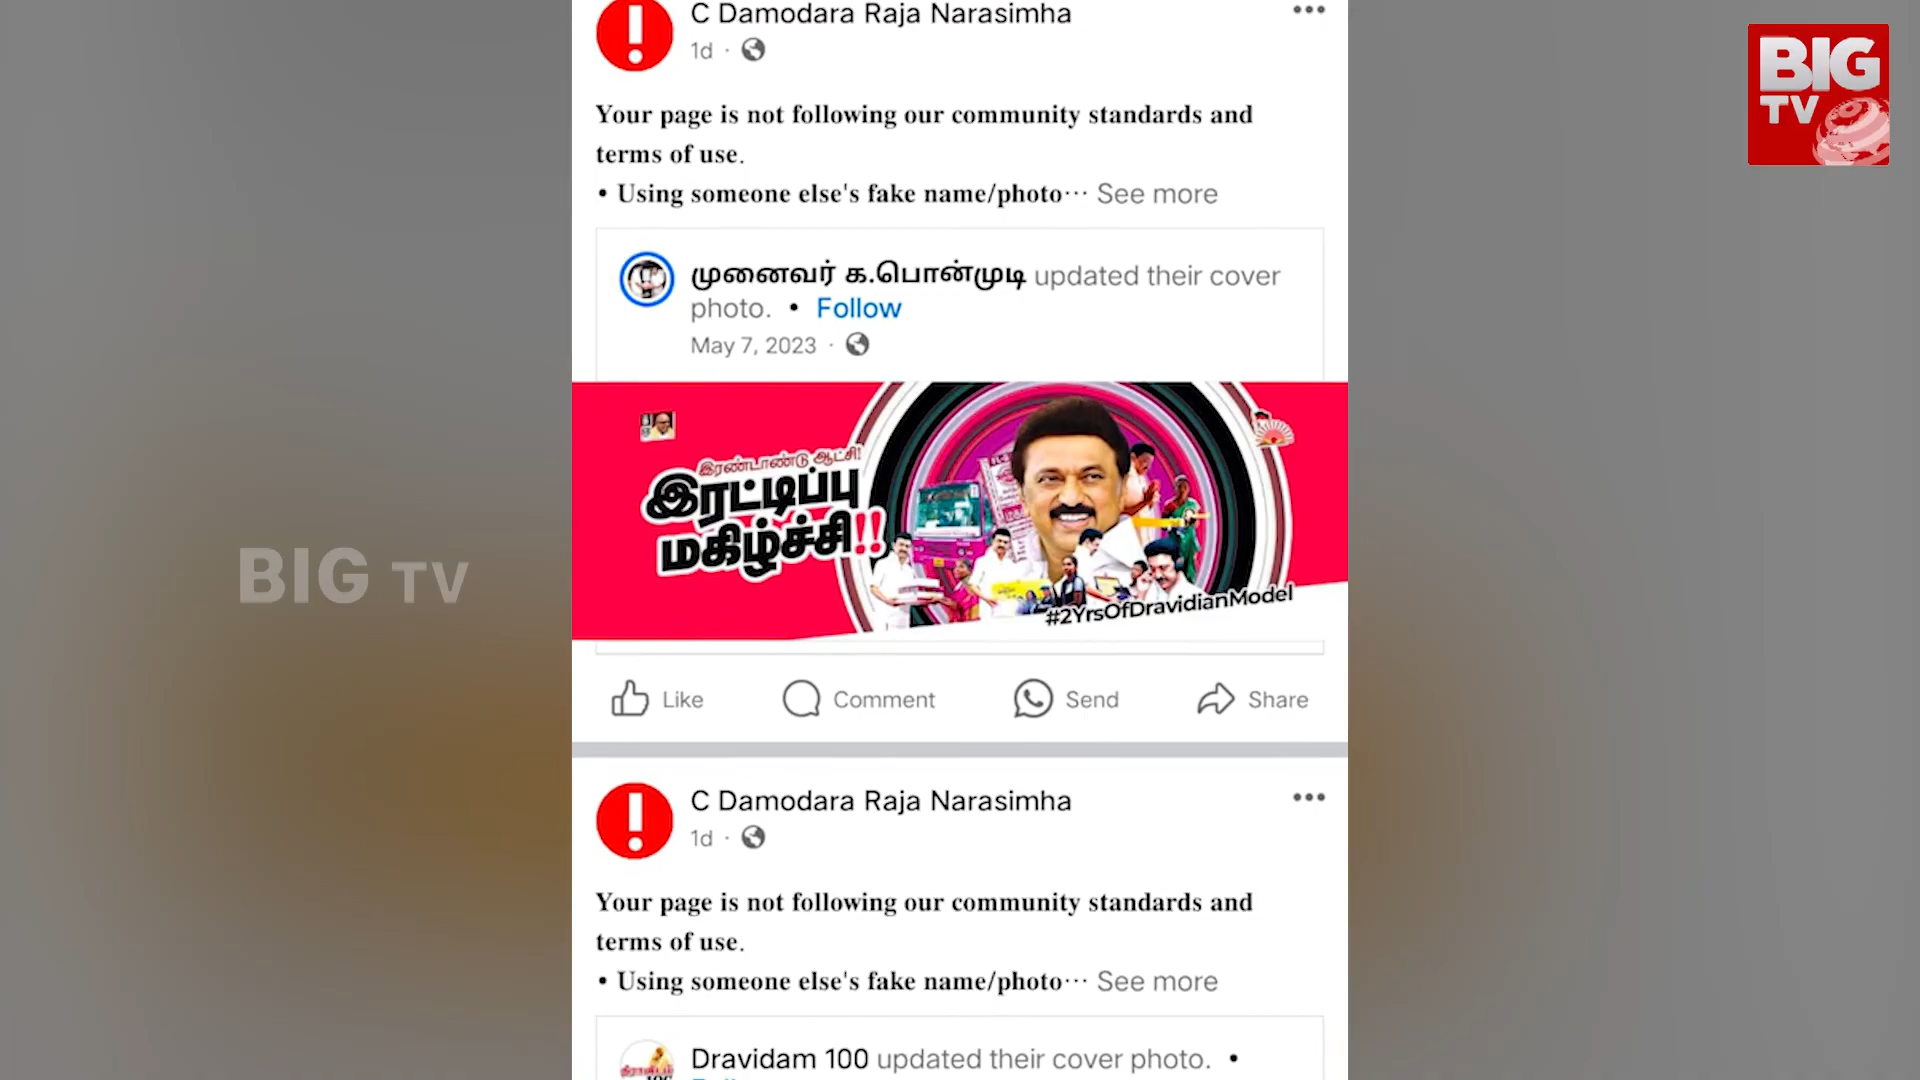 C Damodara Raja Narasimha
1d ·
Your page is not following our community standards and
terms of use.
• Using someone else's fake name/photo··· See more
முனைவர் க.பொன்முடி updated their cover
photo. • Follow
May 7, 2023 ·
இரண்டாண்டு ஆட்சி!
இரட்டிப்பு
மகிழ்ச்சி!!
#2YrsOfDravidianModel
Like Comment Send Share
C Damodara Raja Narasimha
1d ·
Your page is not following our community standards and
terms of use.
• Using someone else's fake name/photo··· See more
Dravidam 100 updated their cover photo. •
BIG
TV
BIG TV